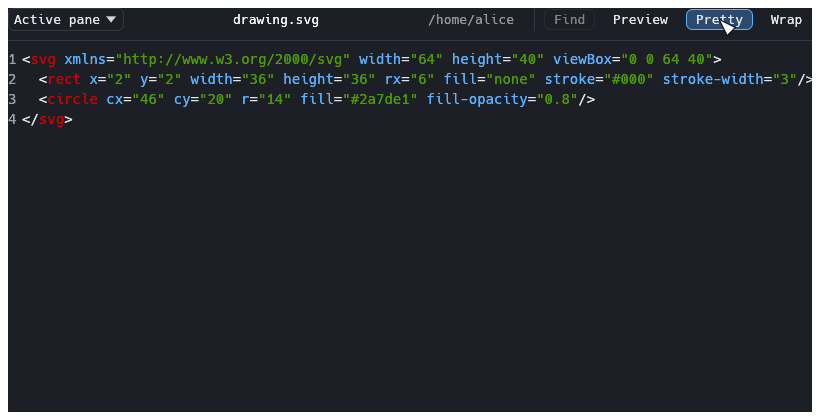 Active pane drawing.svg /home/alice Find Preview Pretty Wrap
1 <svg xmlns="http://www.w3.org/2000/svg" width="64" height="40" viewBox="0 0 64 40">
2   <rect x="2" y="2" width="36" height="36" rx="6" fill="none" stroke="#000" stroke-width="3"/>
3   <circle cx="46" cy="20" r="14" fill="#2a7de1" fill-opacity="0.8"/>
4 </svg>